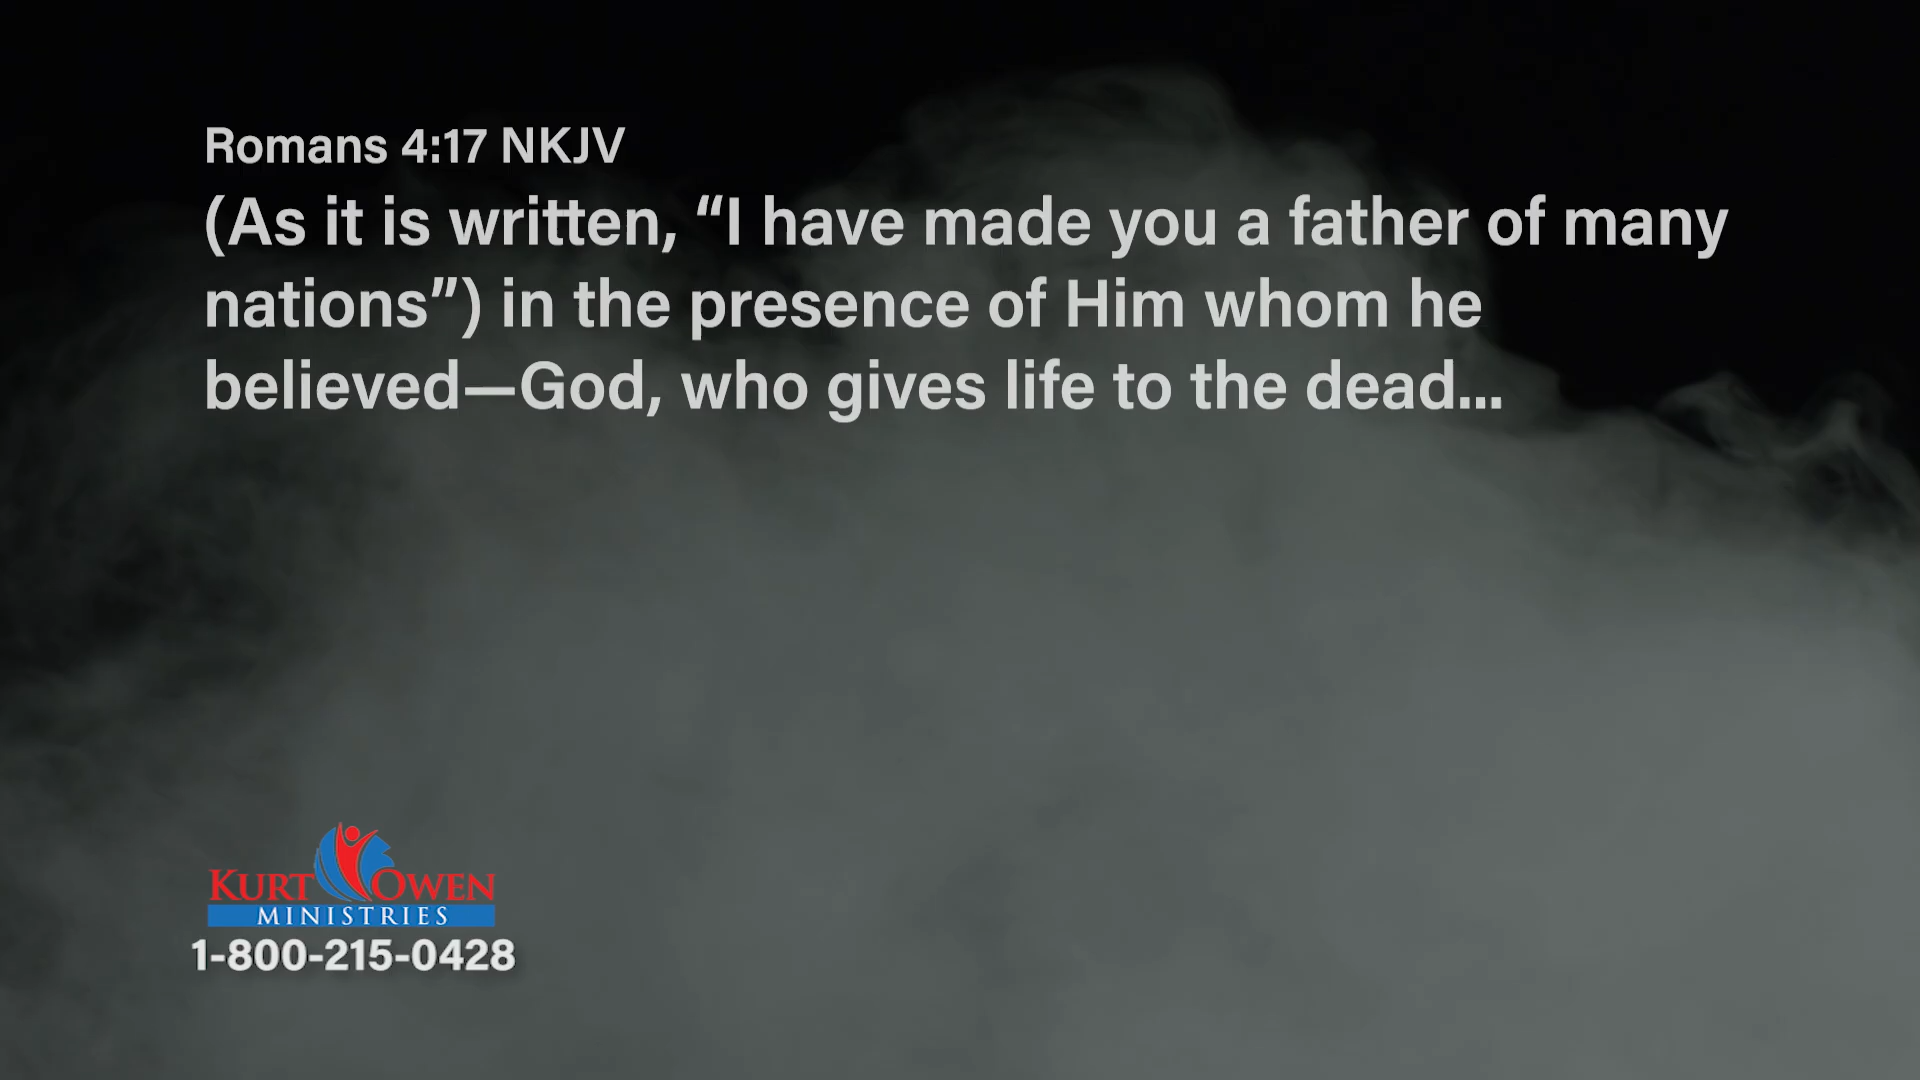 Romans 4:17 NKJV
(As it is written, “I have made you a father of many
nations”) in the presence of Him whom he
believed—God, who gives life to the dead...
KURT OWEN
MINISTRIES
1-800-215-0428